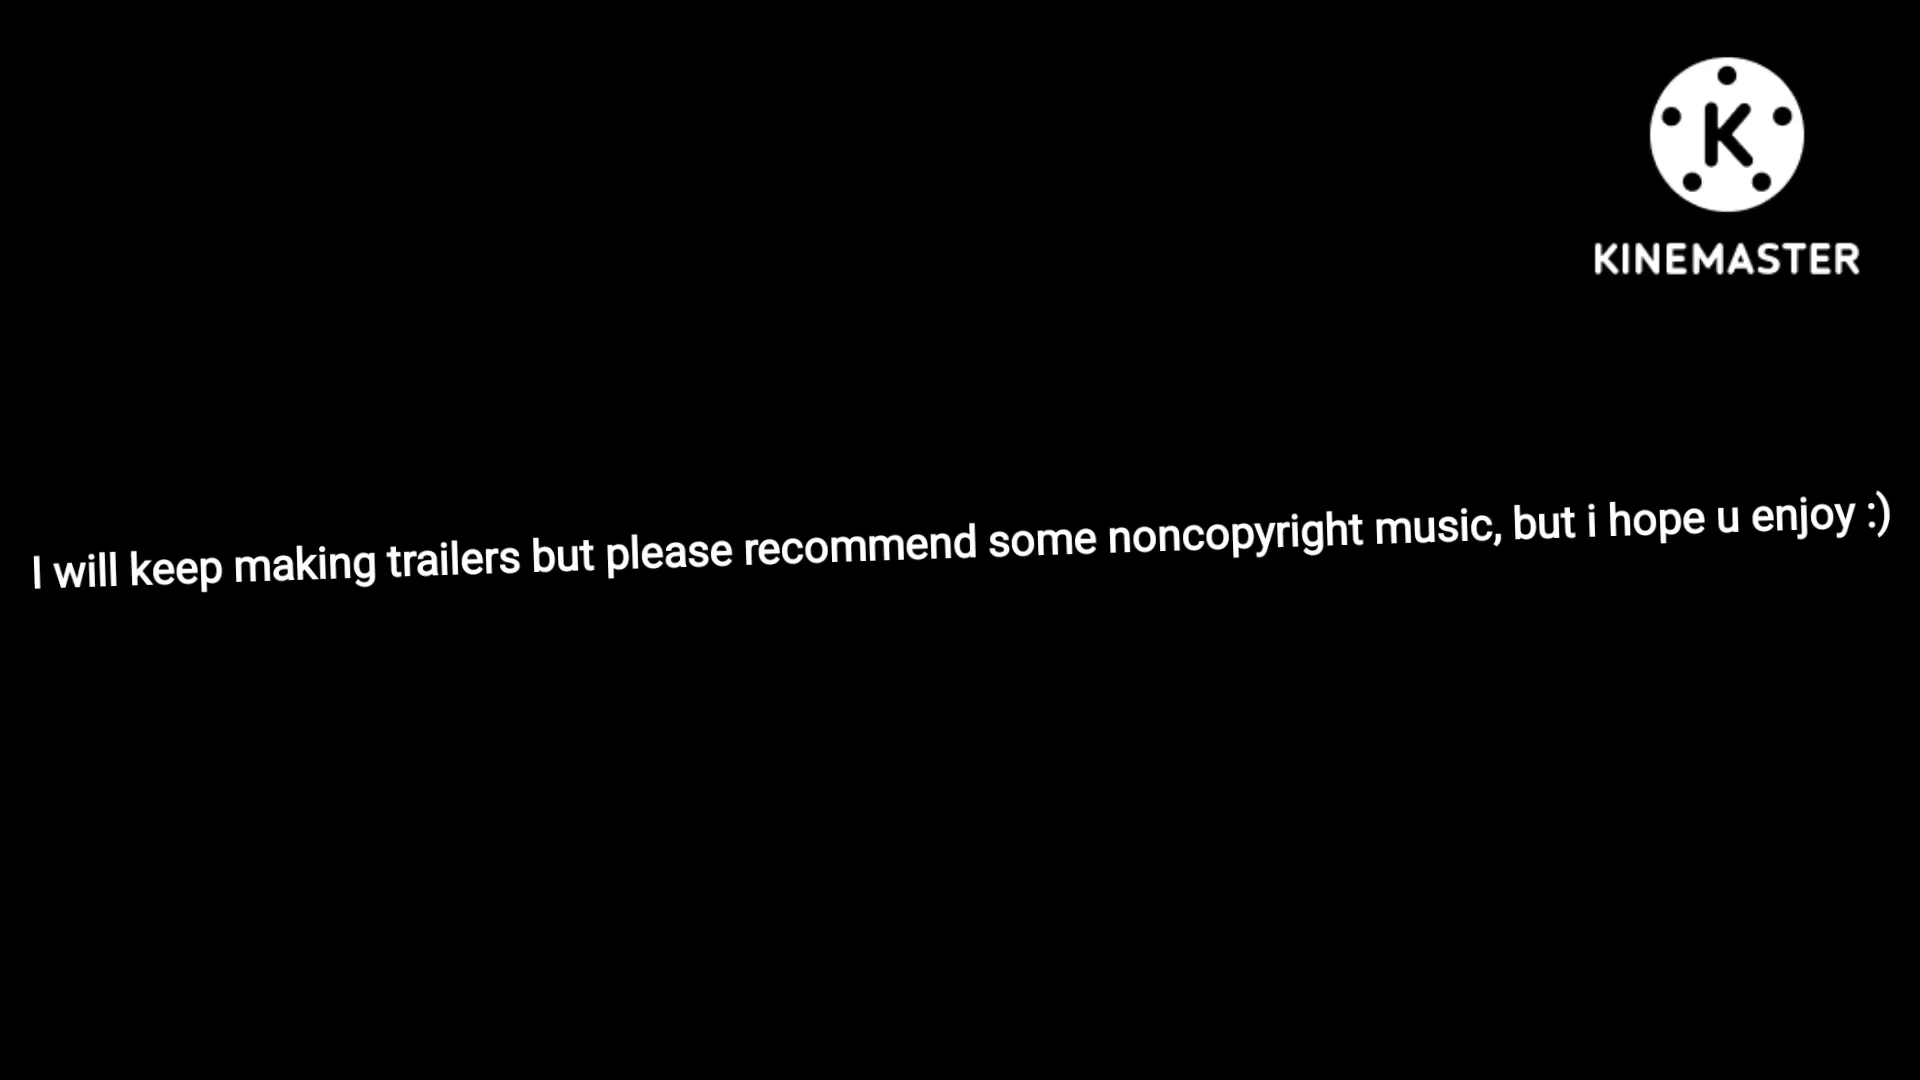 K
KINEMASTER
I will keep making trailers but please recommend some noncopyright music, but i hope u enjoy :)